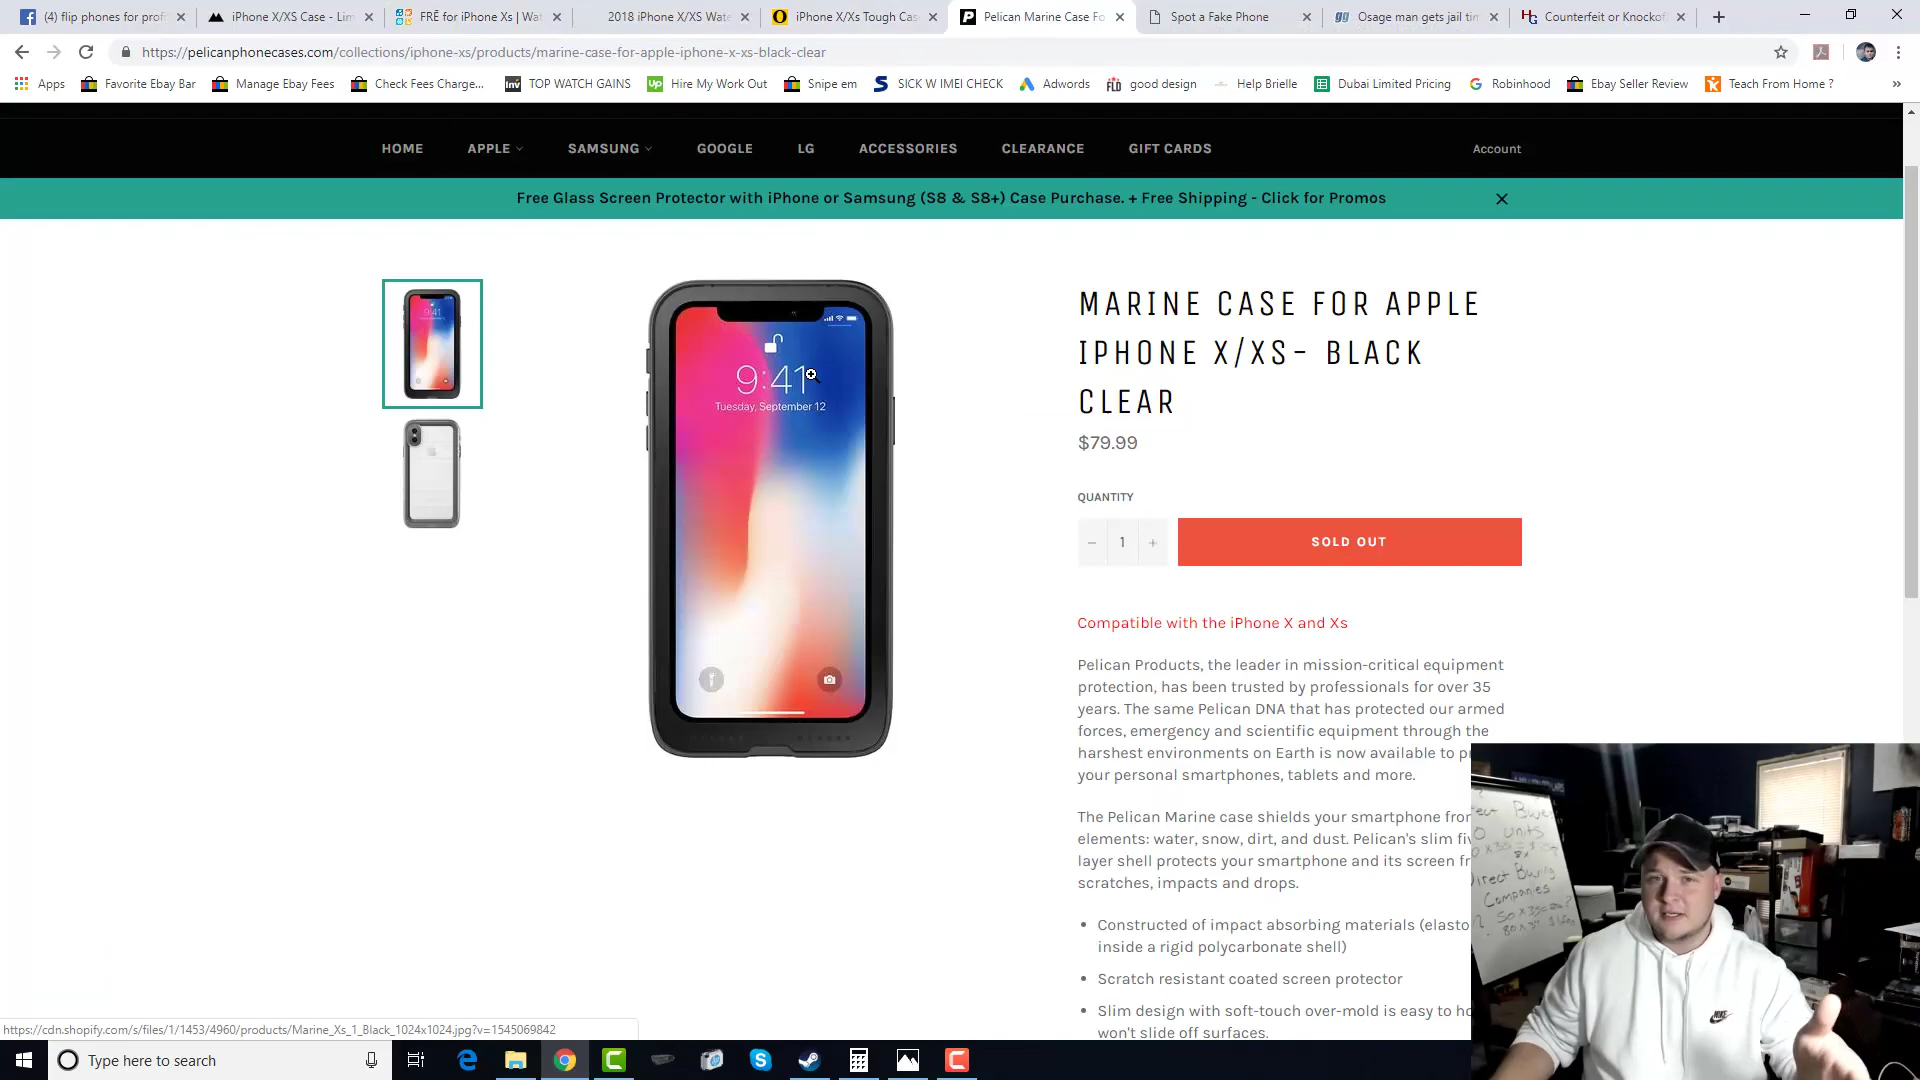 (4) flip phones for profi
iPhone X/XS Case - Lim
FRĒ for iPhone Xs | Wat
2018 iPhone X/XS Wate
iPhone X/Xs Tough Cas
Pelican Marine Case Fo
Spot a Fake Phone
Osage man gets jail tim
Counterfeit or Knockof
https://pelicanphonecases.com/collections/iphone-xs/products/marine-case-for-apple-iphone-x-xs-black-clear
Apps
Favorite Ebay Bar
Manage Ebay Fees
Check Fees Charge...
TOP WATCH GAINS
Hire My Work Out
Snipe em
SICK W IMEI CHECK
Adwords
good design
Help Brielle
Dubai Limited Pricing
Robinhood
Ebay Seller Review
Teach From Home ?
HOME APPLE SAMSUNG GOOGLE LG ACCESSORIES CLEARANCE GIFT CARDS Account
Free Glass Screen Protector with iPhone or Samsung (S8 & S8+) Case Purchase. + Free Shipping - Click for Promos
9:41
Tuesday, September 12
MARINE CASE FOR APPLE
IPHONE X/XS- BLACK
CLEAR
$79.99
QUANTITY
− 1 + SOLD OUT
Compatible with the iPhone X and Xs
Pelican Products, the leader in mission-critical equipment
protection, has been trusted by professionals for over 35
years. The same Pelican DNA that has protected our armed
forces, emergency and scientific equipment through the
harshest environments on Earth is now available to pr
your personal smartphones, tablets and more.
The Pelican Marine case shields your smartphone from
elements: water, snow, dirt, and dust. Pelican's slim fi
layer shell protects your smartphone and its screen fr
scratches, impacts and drops.
• Constructed of impact absorbing materials (elasto
inside a rigid polycarbonate shell)
• Scratch resistant coated screen protector
• Slim design with soft-touch over-mold is easy to ho
won't slide off surfaces.
units
Direct Buying
Companies
https://cdn.shopify.com/s/files/1/1453/4960/products/Marine_Xs_1_Black_1024x1024.jpg?v=1545069842
Type here to search